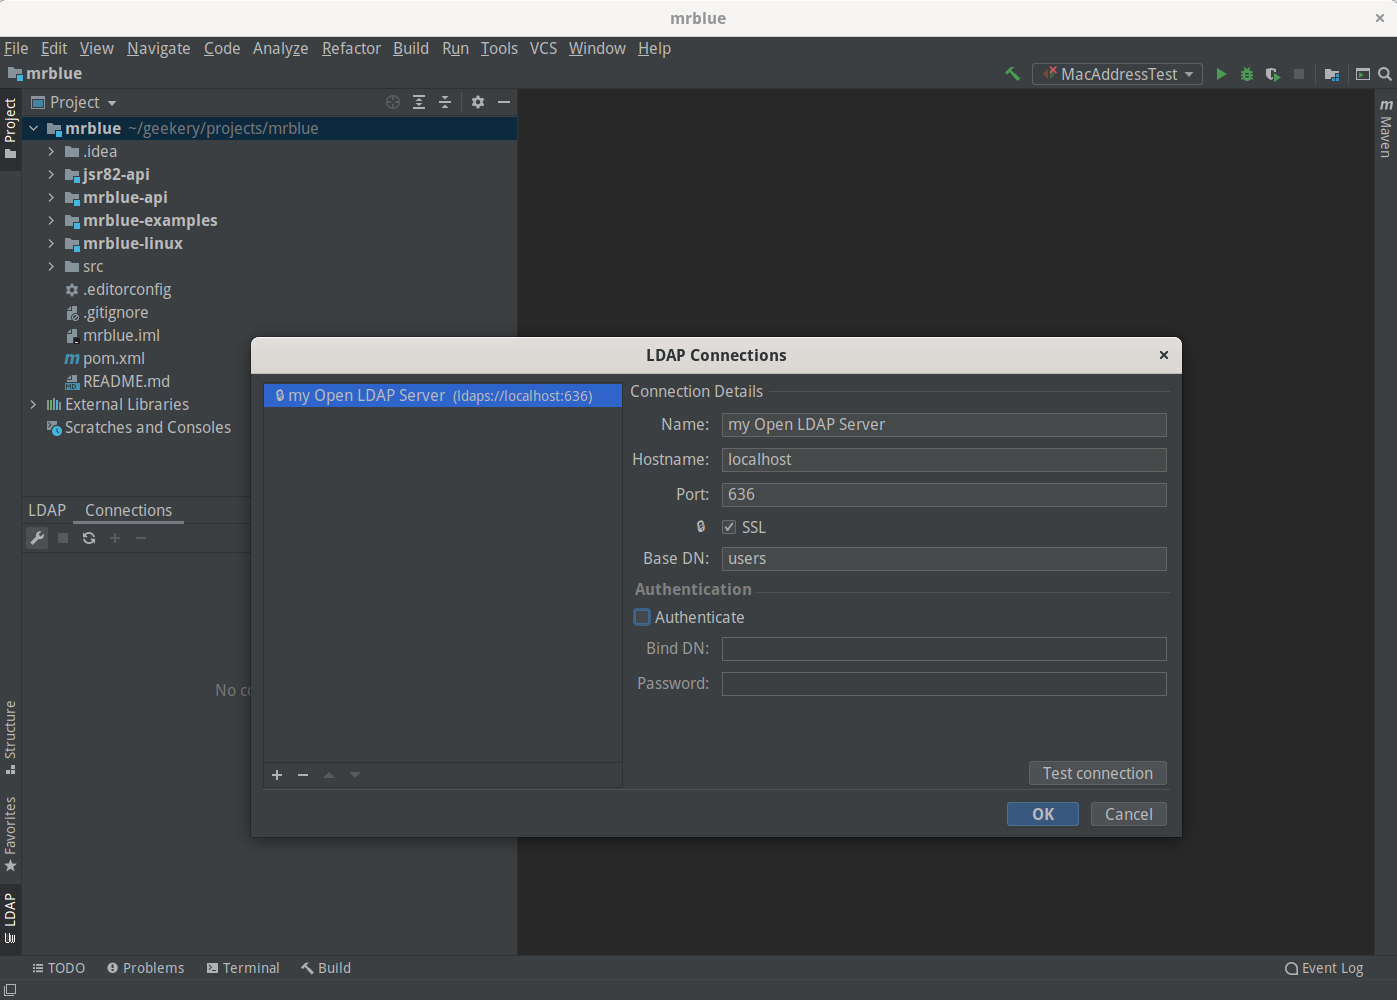 mrblue
File Edit View Navigate Code Analyze Refactor Build Run Tools VCS Window Help
mrblue
MacAddressTest
Project
Project
m Maven
mrblue ~/geekery/projects/mrblue
.idea
jsr82-api
mrblue-api
mrblue-examples
mrblue-linux
src
.editorconfig
.gitignore
mrblue.iml
m pom.xml
README.md
External Libraries
Scratches and Consoles
LDAP Connections
No co
Structure
Favorites
LDAP
LDAP Connections
my Open LDAP Server (ldaps://localhost:636)
Connection Details
Name: my Open LDAP Server
Hostname: localhost
Port: 636
SSL
Base DN: users
Authentication
Authenticate
Bind DN:
Password:
Test connection
OK Cancel
TODO Problems Terminal Build Event Log